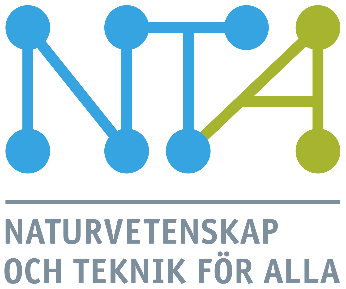 NTA
NATURVETENSKAP
OCH TEKNIK FÖR ALLA